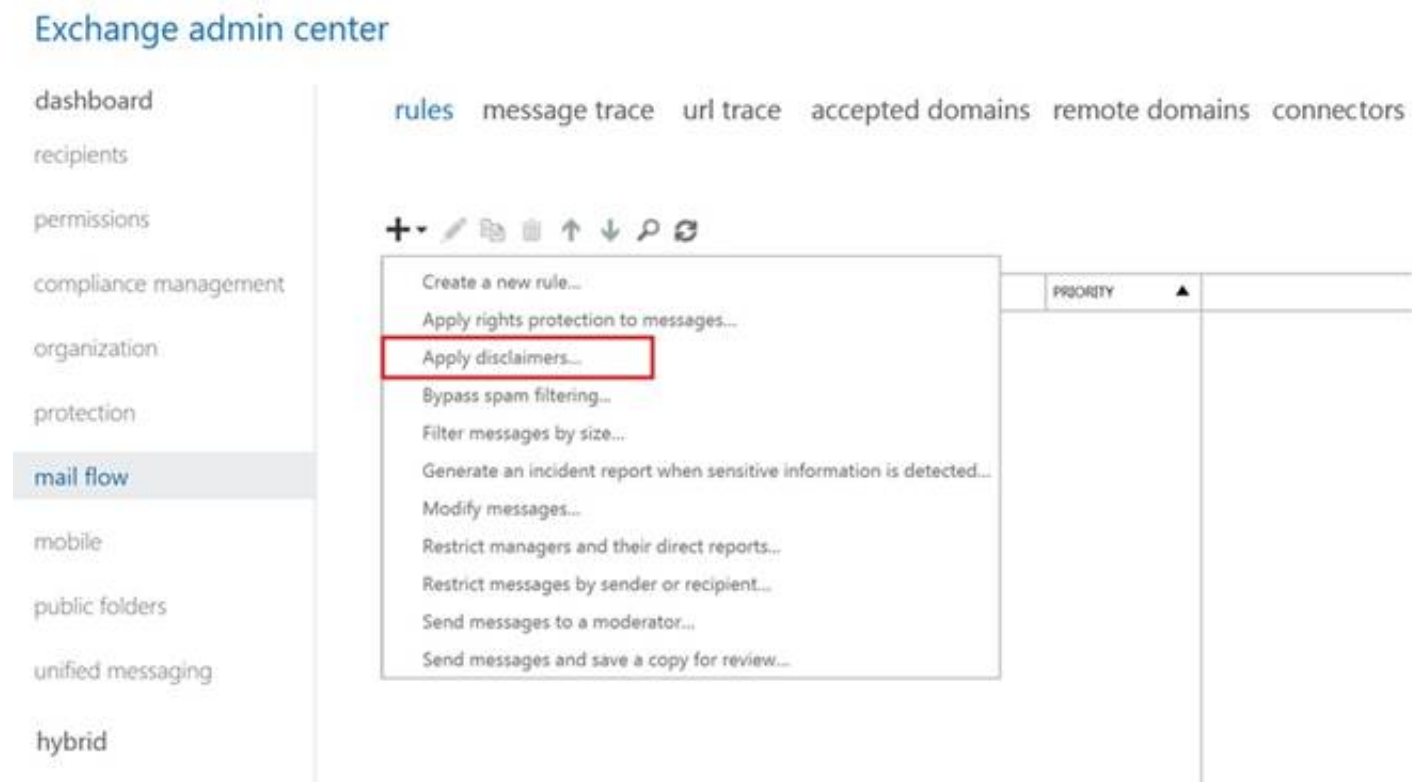 Exchange admin center
dashboard
recipients
permissions
compliance management
organization
protection
mail flow
mobile
public folders
unified messaging
hybrid
rules message trace url trace accepted domains remote domains connectors
Create a new rule...
Apply rights protection to messages...
Apply disclaimers...
Bypass spam filtering...
Filter messages by size...
Generate an incident report when sensitive information is detected...
Modify messages...
Restrict managers and their direct reports...
Restrict messages by sender or recipient...
Send messages to a moderator...
Send messages and save a copy for review...
PRIORITY